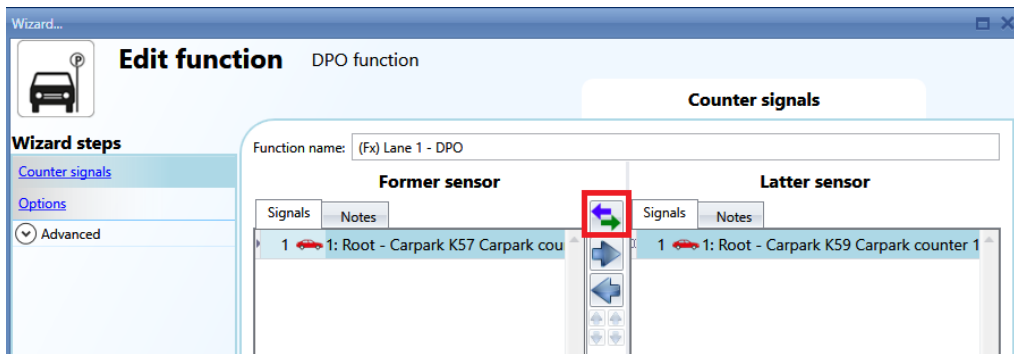 Wizard...
Edit function DPO function
Counter signals
Wizard steps
Counter signals
Options
Advanced
Function name: (Fx) Lane 1 - DPO
Former sensor
Latter sensor
Signals Notes
Signals Notes
1 1: Root - Carpark K57 Carpark cou
1 1: Root - Carpark K59 Carpark counter 1